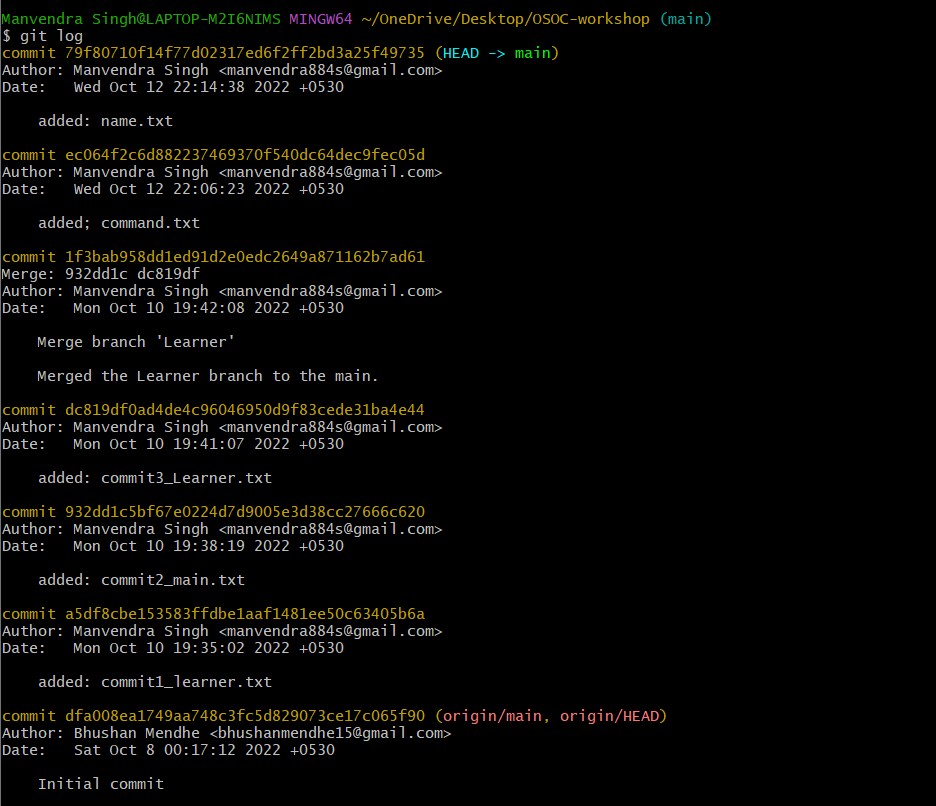 Manvendra Singh@LAPTOP-M2I6NIMS MINGW64 ~/OneDrive/Desktop/OSOC-workshop (main)
$ git log
commit 79f80710f14f77d02317ed6f2ff2bd3a25f49735 (HEAD -> main)
Author: Manvendra Singh <manvendra884s@gmail.com>
Date:   Wed Oct 12 22:14:38 2022 +0530

    added: name.txt

commit ec064f2c6d882237469370f540dc64dec9fec05d
Author: Manvendra Singh <manvendra884s@gmail.com>
Date:   Wed Oct 12 22:06:23 2022 +0530

    added; command.txt

commit 1f3bab958dd1ed91d2e0edc2649a871162b7ad61
Merge: 932dd1c dc819df
Author: Manvendra Singh <manvendra884s@gmail.com>
Date:   Mon Oct 10 19:42:08 2022 +0530

    Merge branch 'Learner'

    Merged the Learner branch to the main.

commit dc819df0ad4de4c96046950d9f83cede31ba4e44
Author: Manvendra Singh <manvendra884s@gmail.com>
Date:   Mon Oct 10 19:41:07 2022 +0530

    added: commit3_Learner.txt

commit 932dd1c5bf67e0224d7d9005e3d38cc27666c620
Author: Manvendra Singh <manvendra884s@gmail.com>
Date:   Mon Oct 10 19:38:19 2022 +0530

    added: commit2_main.txt

commit a5df8cbe153583ffdbe1aaf1481ee50c63405b6a
Author: Manvendra Singh <manvendra884s@gmail.com>
Date:   Mon Oct 10 19:35:02 2022 +0530

    added: commit1_learner.txt

commit dfa008ea1749aa748c3fc5d829073ce17c065f90 (origin/main, origin/HEAD)
Author: Bhushan Mendhe <bhushanmendhe15@gmail.com>
Date:   Sat Oct 8 00:17:12 2022 +0530

    Initial commit